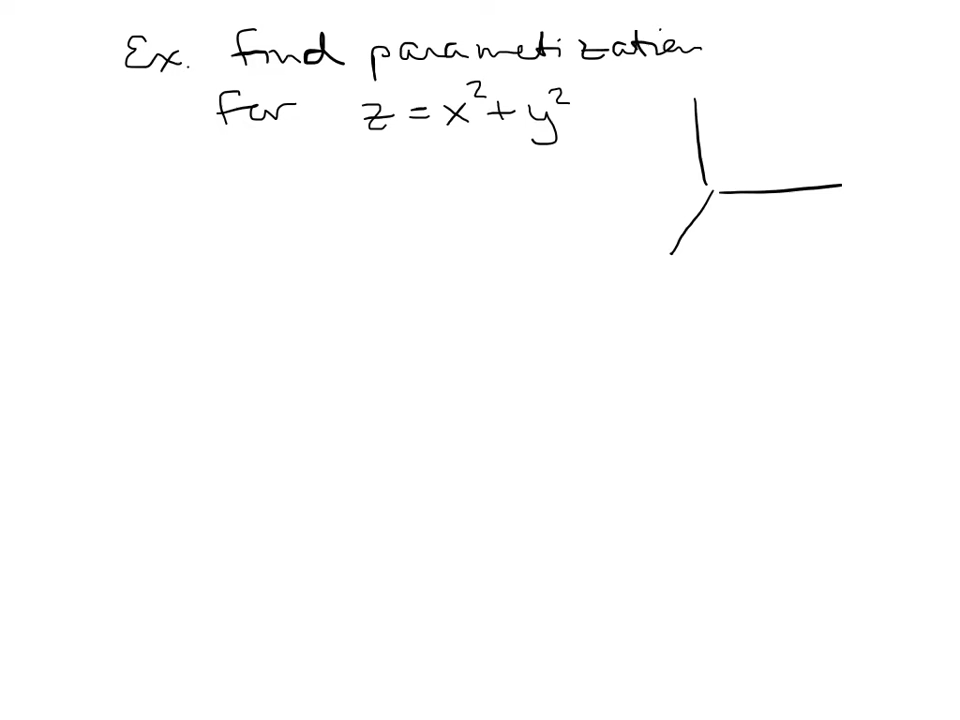 Ex. Find parametization
for z = x² + y²